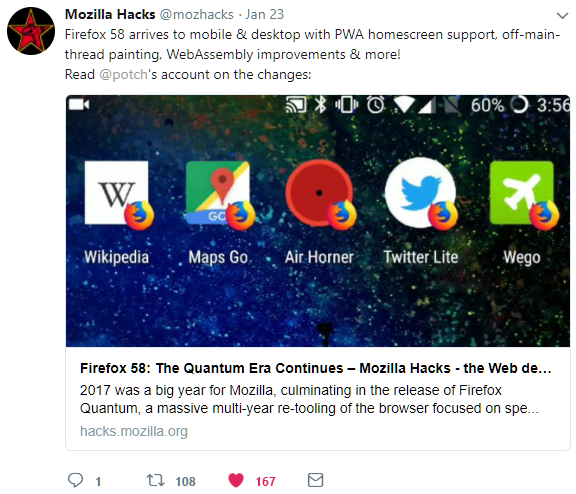 Mozilla Hacks @mozhacks · Jan 23
Firefox 58 arrives to mobile & desktop with PWA homescreen support, off-main-
thread painting, WebAssembly improvements & more!
Read @potch's account on the changes:
60% 3:56
W
GO
Wikipedia Maps Go Air Horner Twitter Lite Wego
Firefox 58: The Quantum Era Continues – Mozilla Hacks - the Web de...
2017 was a big year for Mozilla, culminating in the release of Firefox
Quantum, a massive multi-year re-tooling of the browser focused on spe...
hacks.mozilla.org
1 108 167